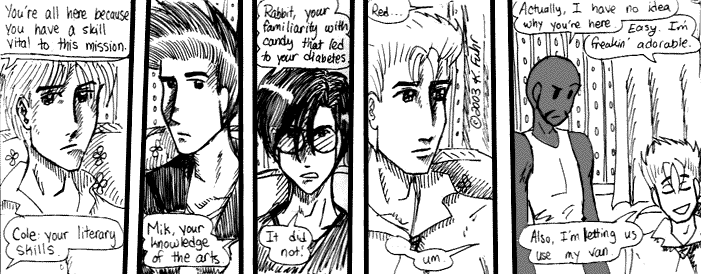 You're all here because
you have a skill
vital to this mission.
Cole: your literary
skills.
Mik, your
knowledge
of the arts
Rabbit, your
familiarity with
candy that led
to your diabetes.
It did
not!
Red...
um.
©2003 K. Fuhr
Actually, I have no idea
why you're here.
Easy. I'm
freakin' adorable.
Also, I'm letting us
use my van.